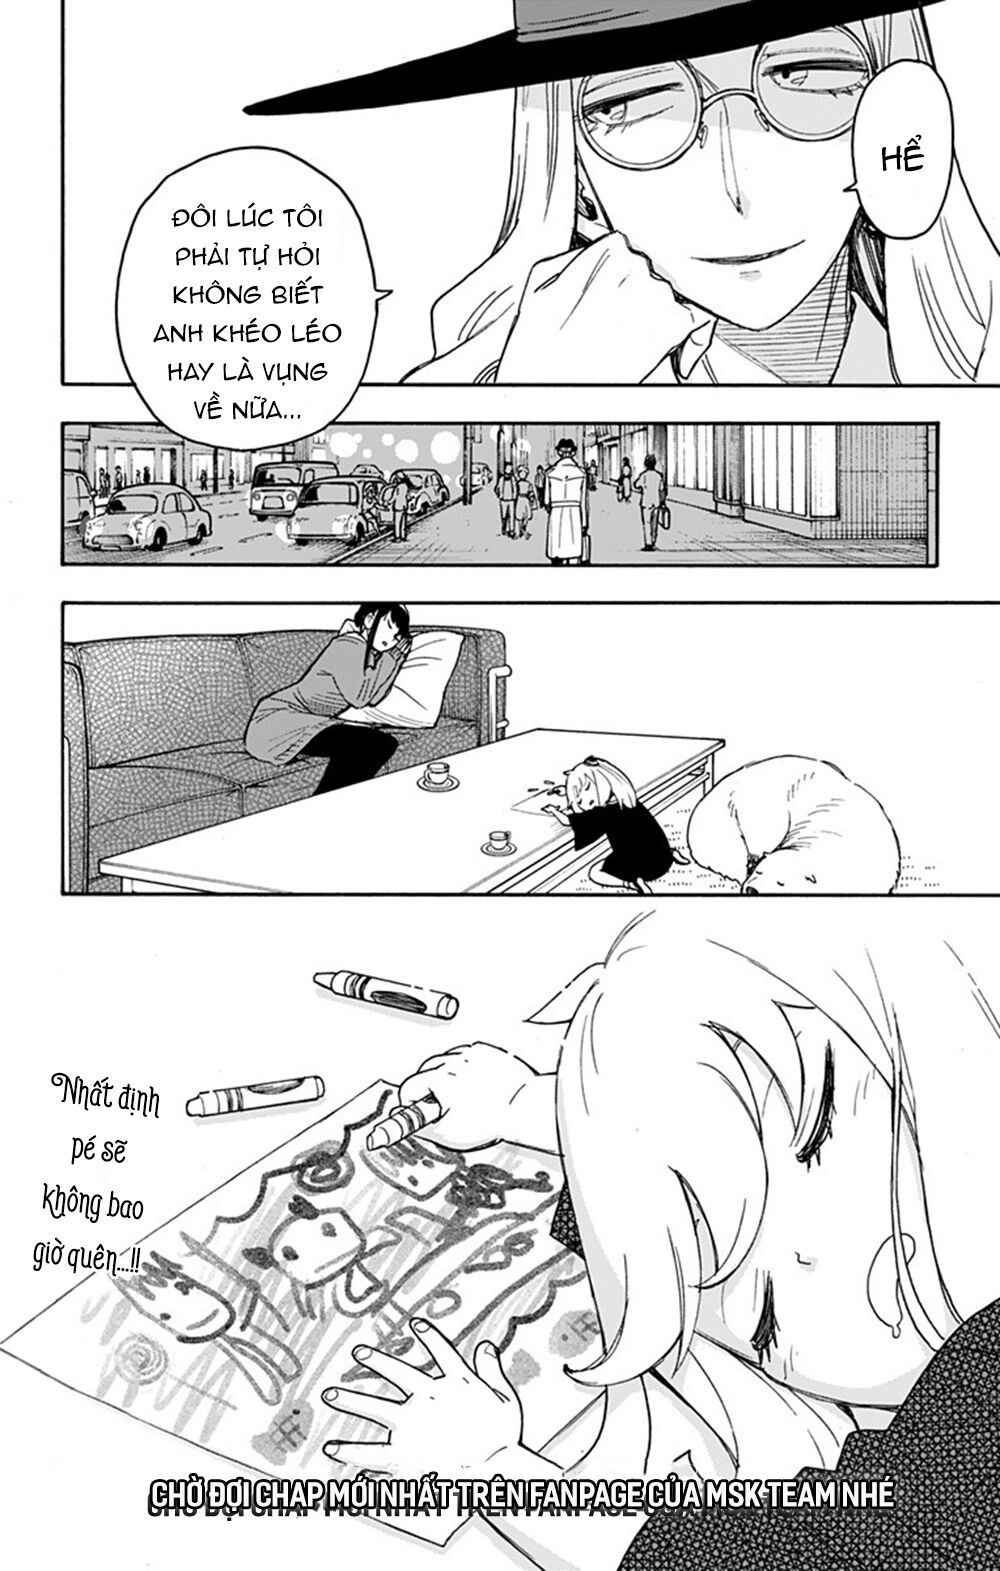 HỂ
ĐÔI LÚC TÔI
PHẢI TỰ HỎI
KHÔNG BIẾT
ANH KHÉO LÉO
HAY LÀ VỤNG
VỀ NỮA...
Nhất định
pé sẽ
không bao
giờ quên...!!
CHỜ ĐỢI CHAP MỚI NHẤT TRÊN FANPAGE CỦA MSK TEAM NHÉ